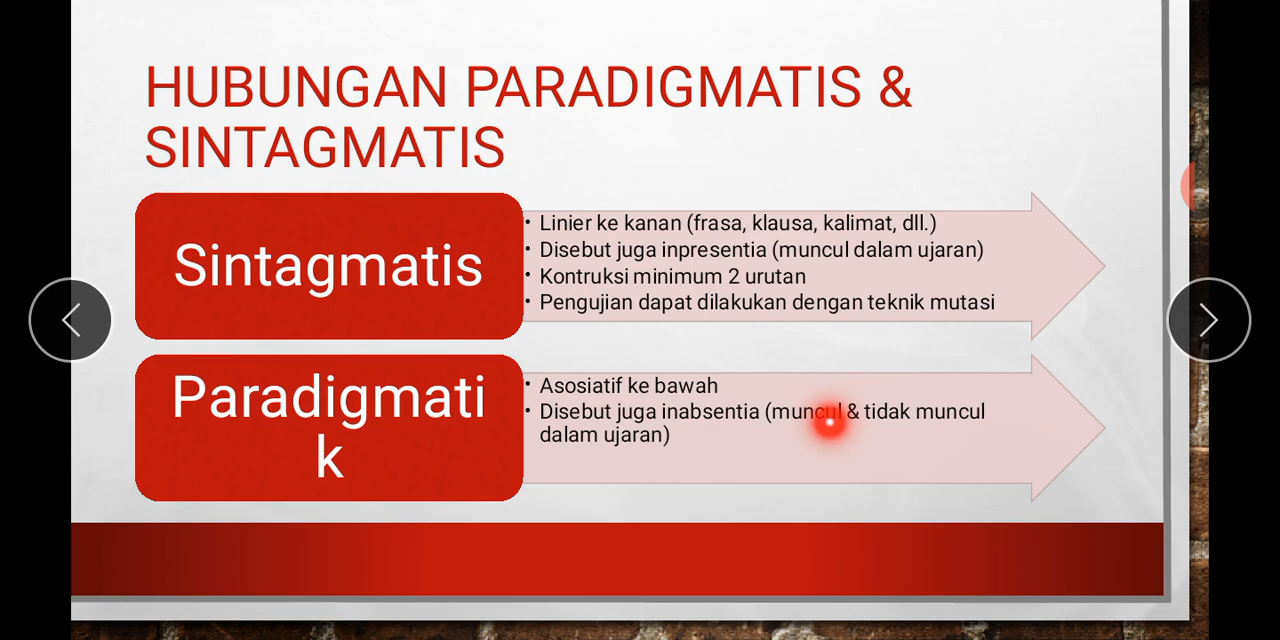 HUBUNGAN PARADIGMATIS &
SINTAGMATIS
Sintagmatis
• Linier ke kanan (frasa, klausa, kalimat, dll.)
• Disebut juga inpresentia (muncul dalam ujaran)
• Kontruksi minimum 2 urutan
• Pengujian dapat dilakukan dengan teknik mutasi
Paradigmati
k
• Asosiatif ke bawah
• Disebut juga inabsentia (muncul & tidak muncul
dalam ujaran)